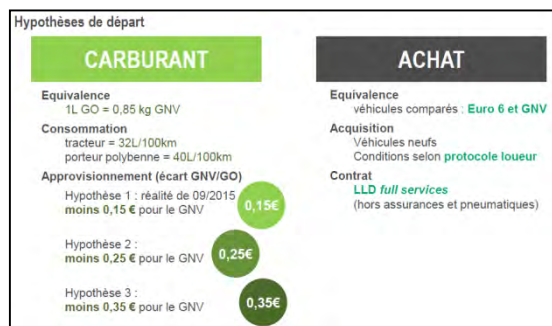 Hypothèses de départ
CARBURANT
Equivalence
1L GO = 0,85 kg GNV
Consommation
tracteur = 32L/100km
porteur polybenne = 40L/100km
Approvisionnement (écart GNV/GO)
Hypothèse 1 : réalité de 09/2015
moins 0,15 € pour le GNV
0,15€
Hypothèse 2 :
moins 0,25 € pour le GNV
0,25€
Hypothèse 3 :
moins 0,35 € pour le GNV
0,35€
ACHAT
Equivalence
véhicules comparés : Euro 6 et GNV
Acquisition
Véhicules neufs
Conditions selon protocole loueur
Contrat
LLD full services
(hors assurances et pneumatiques)